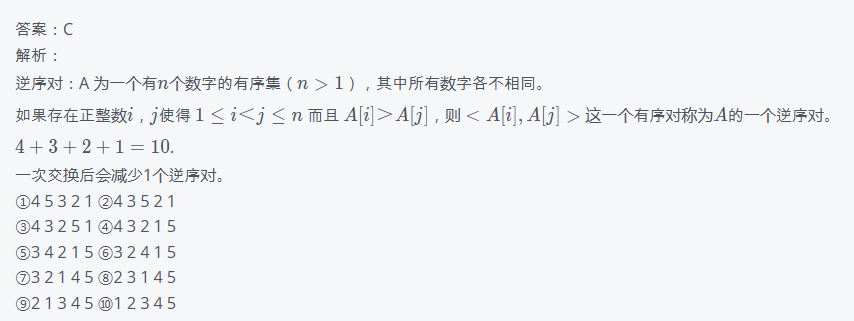 答案：C
解析：
逆序对：A 为一个有n个数字的有序集（n > 1），其中所有数字各不相同。
如果存在正整数i，j使得 1 ≤ i＜j ≤ n 而且 A[i]＞A[j]，则 < A[i], A[j] > 这一个有序对称为A的一个逆序对。
4 + 3 + 2 + 1 = 10.
一次交换后会减少1个逆序对。
①4 5 3 2 1 ②4 3 5 2 1
③4 3 2 5 1 ④4 3 2 1 5
⑤3 4 2 1 5 ⑥3 2 4 1 5
⑦3 2 1 4 5 ⑧2 3 1 4 5
⑨2 1 3 4 5 ⑩1 2 3 4 5